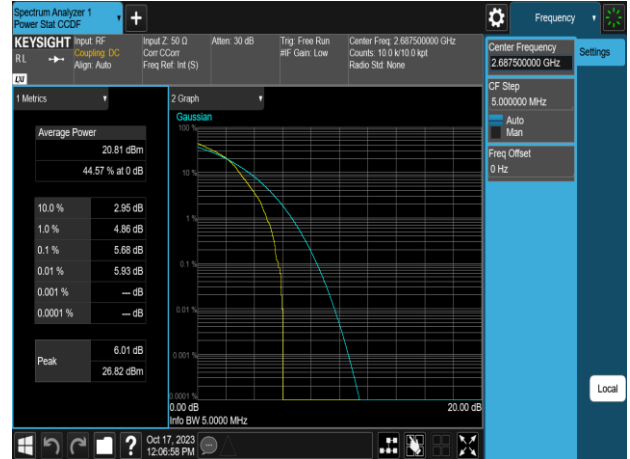 Spectrum Analyzer 1
Power Stat CCDF
Frequency
KEYSIGHT
RL
LXI
Input: RF
Coupling: DC
Align: Auto
Input Z: 50 Ω
Corr CCorr
Freq Ref: Int (S)
Atten: 30 dB
Trig: Free Run
#IF Gain: Low
Center Freq: 2.687500000 GHz
Counts: 10.0 k/10.0 kpt
Radio Std: None
Center Frequency
2.687500000 GHz
Settings
CF Step
5.000000 MHz
Auto
Man
Freq Offset
0 Hz
1 Metrics
Average Power
20.81 dBm
44.57 % at 0 dB
10.0 % 2.95 dB
1.0 % 4.86 dB
0.1 % 5.68 dB
0.01 % 5.93 dB
0.001 % --- dB
0.0001 % --- dB
Peak
6.01 dB
26.82 dBm
2 Graph
Gaussian
100 %
10 %
1 %
0.1 %
0.01 %
0.001 %
0.0001 %
0.00 dB 20.00 dB
Info BW 5.0000 MHz
Local
?
Oct 17, 2023
12:06:58 PM